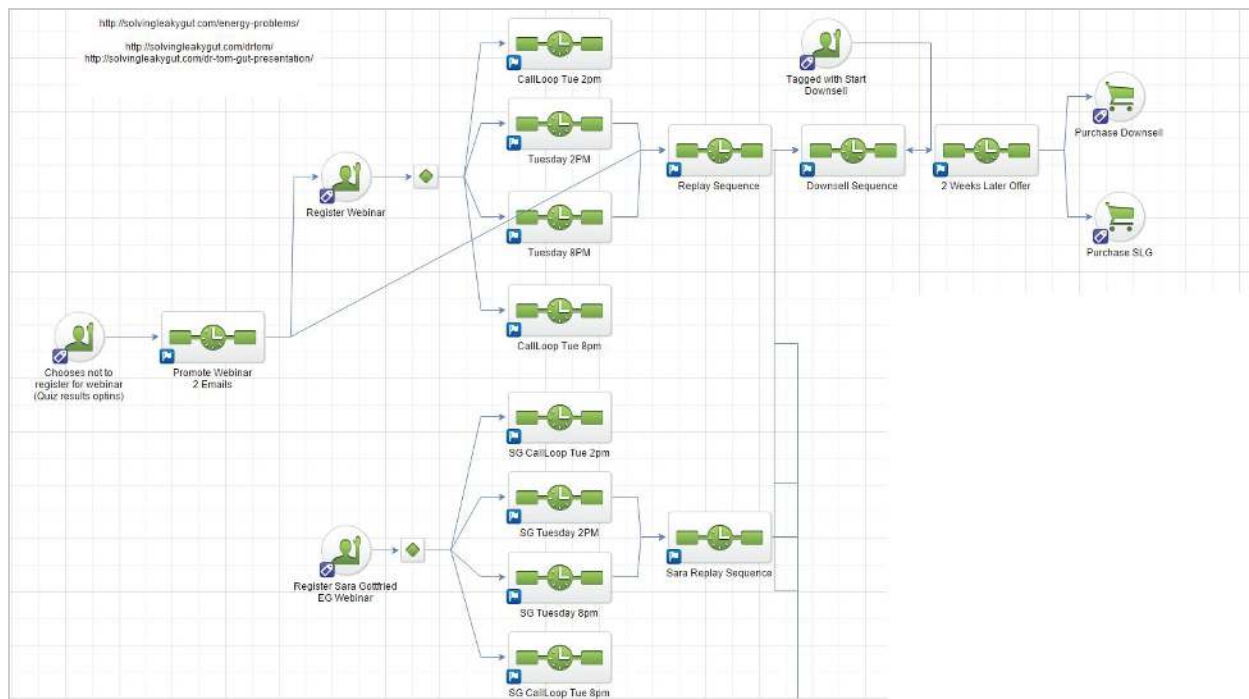 http://solvingleakygut.com/energy-problems/
http://solvingleakygut.com/drtom/
http://solvingleakygut.com/dr-tom-gut-presentation/
CallLoop Tue 2pm
Tagged with Start
Downsell
Purchase Downsell
Tuesday 2PM
Replay Sequence
Downsell Sequence
2 Weeks Later Offer
Register Webinar
Tuesday 8PM
Purchase SLG
CallLoop Tue 8pm
Chooses not to
register for webinar
(Quiz results optins)
Promote Webinar
2 Emails
SG CallLoop Tue 2pm
SG Tuesday 2PM
Register Sara Gottfried
EG Webinar
Sara Replay Sequence
SG Tuesday 8pm
SG CallLoop Tue 8pm